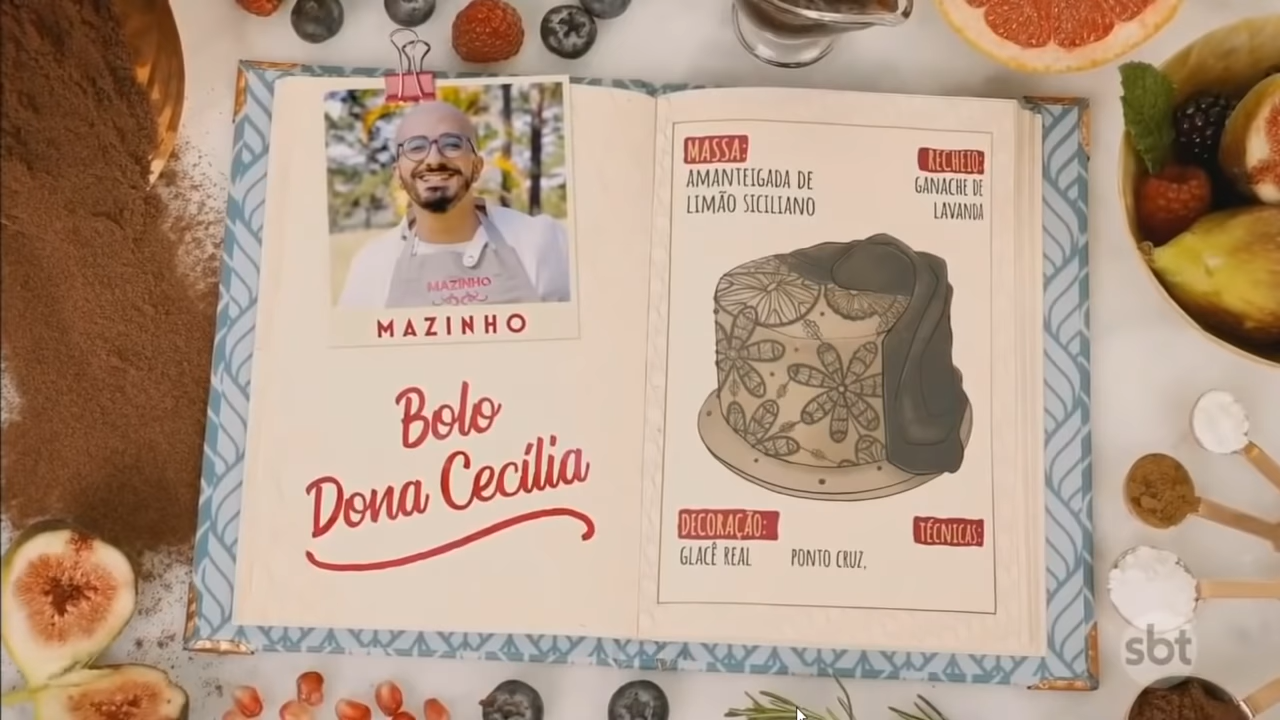 MAZINHO
MAZINHO
Bolo
Dona Cecília
MASSA:
AMANTEIGADA DE
LIMÃO SICILIANO
RECHEIO:
GANACHE DE
LAVANDA
DECORAÇÃO:
GLACÊ REAL
TÉCNICAS:
PONTO CRUZ,
sbt